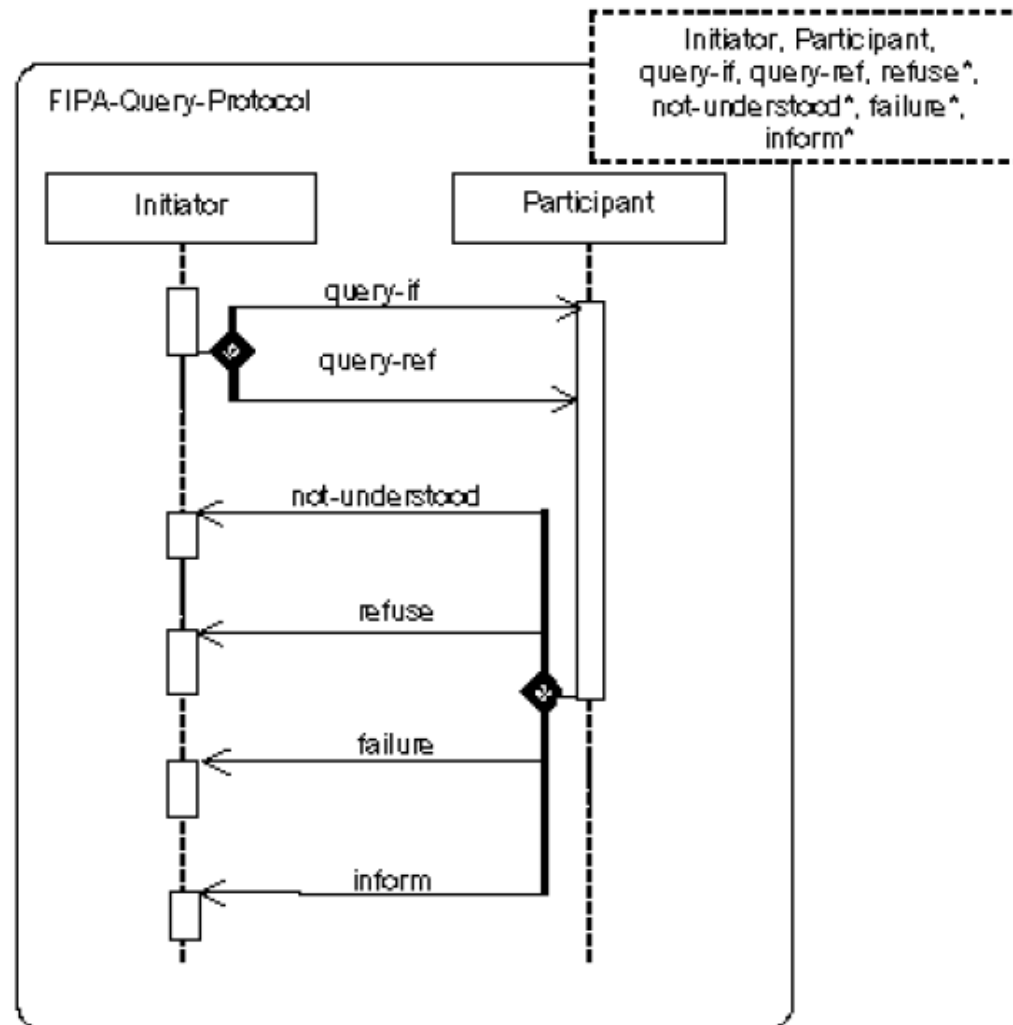 Initiator, Participant,
query-if, query-ref, refuse*,
not-understood*, failure*,
inform*
FIPA-Query-Protocol
Initiator
Participant
query-if
query-ref
not-understood
refuse
failure
inform